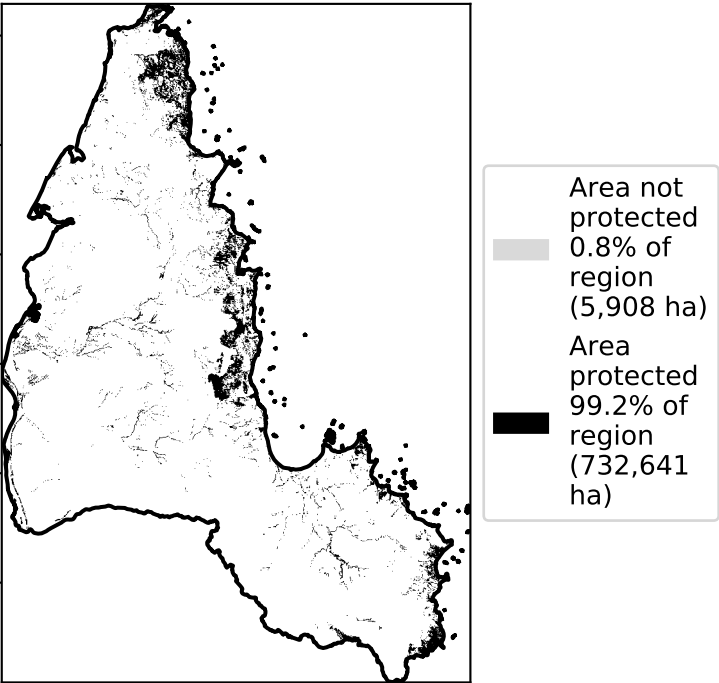 Area not
protected
0.8% of
region
(5,908 ha)
Area
protected
99.2% of
region
(732,641
ha)